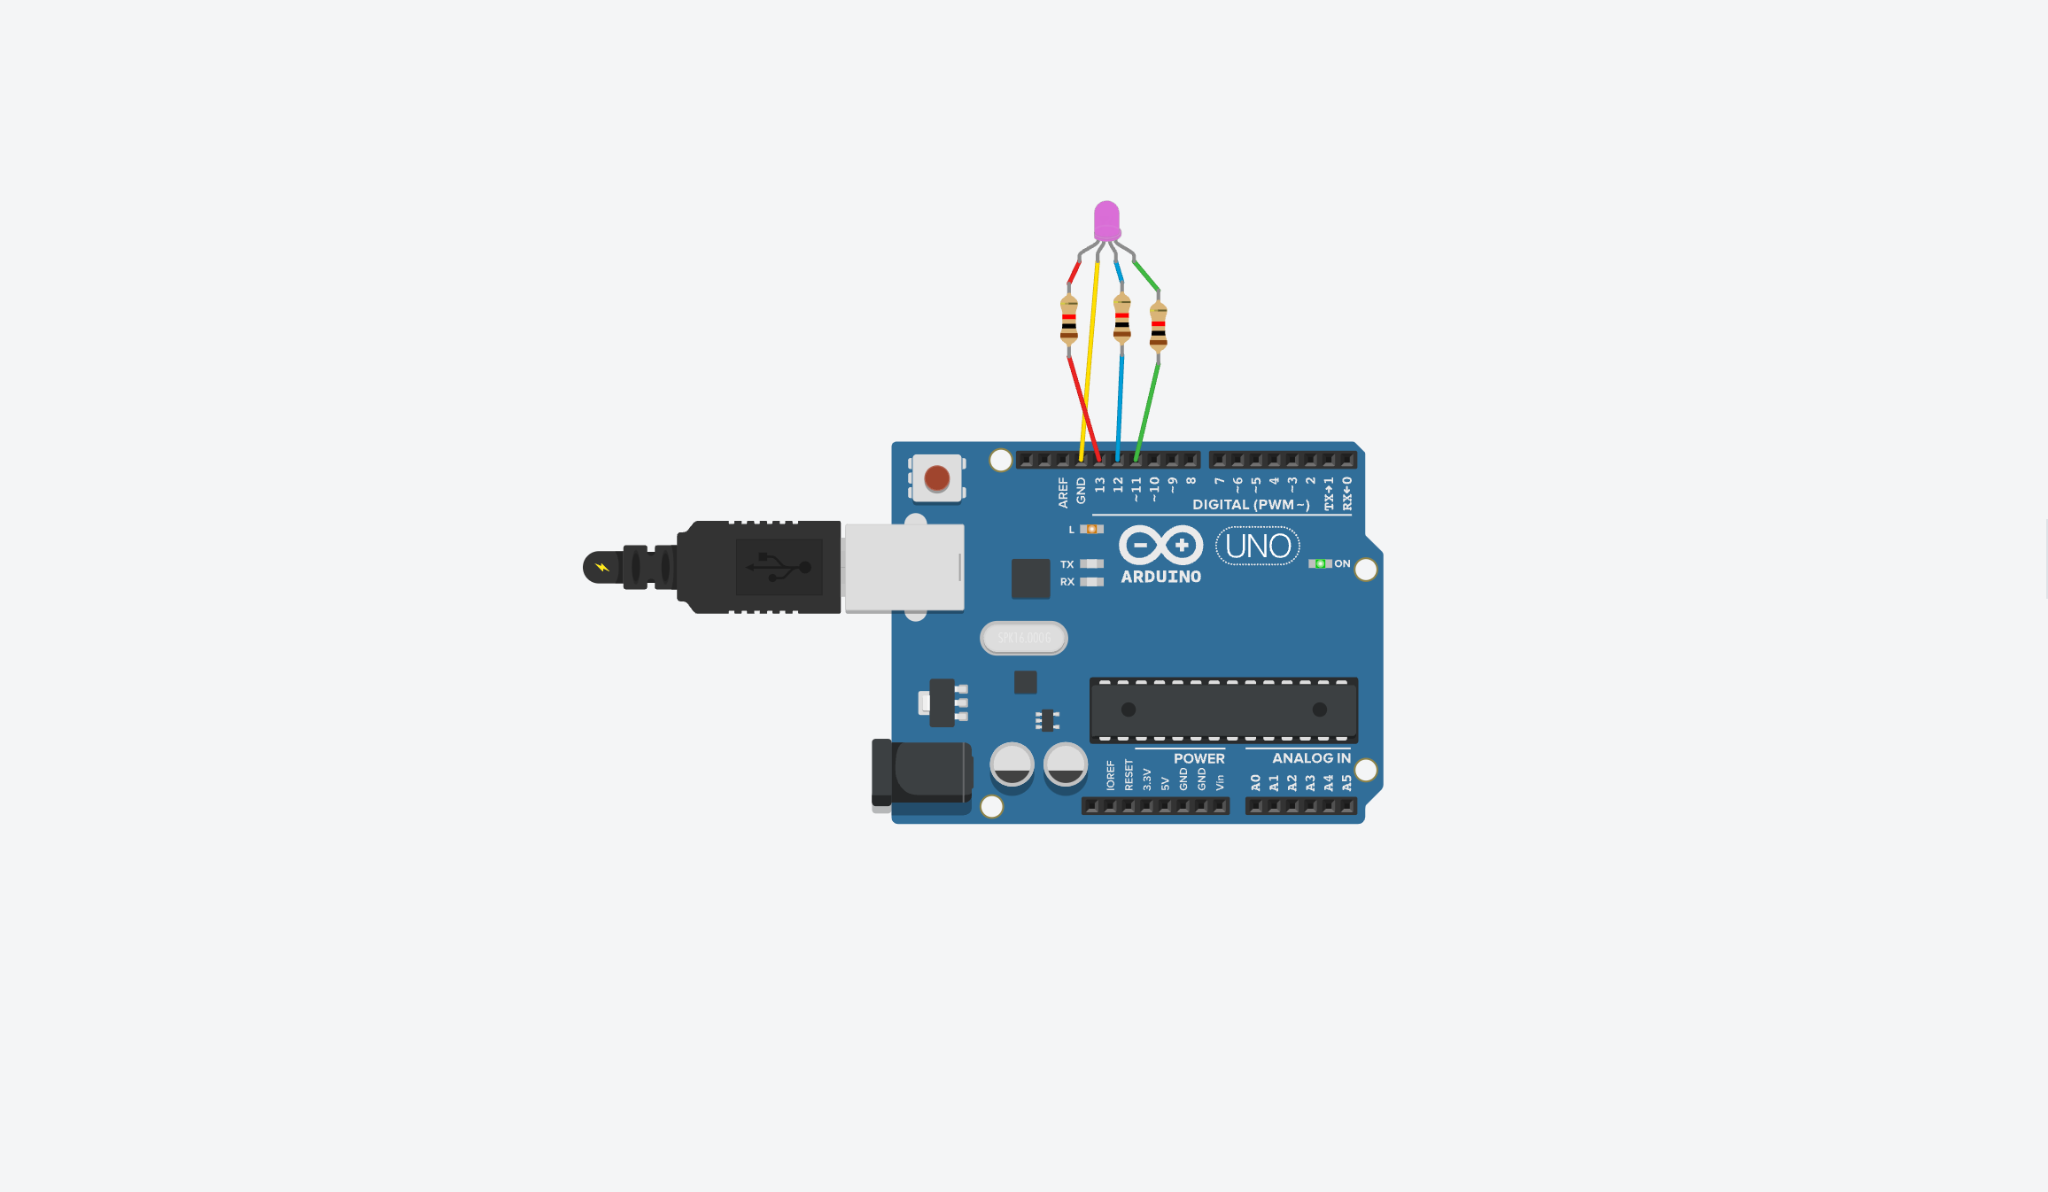 AREF
GND
13
12
~11
~10
~9
8
7
~6
~5
4
~3
2
TX→1
RX←0
DIGITAL (PWM~)
L
TX
RX
UNO
ARDUINO
ON
POWER
ANALOG IN
IOREF
RESET
3.3V
5V
GND
GND
Vin
A0
A1
A2
A3
A4
A5